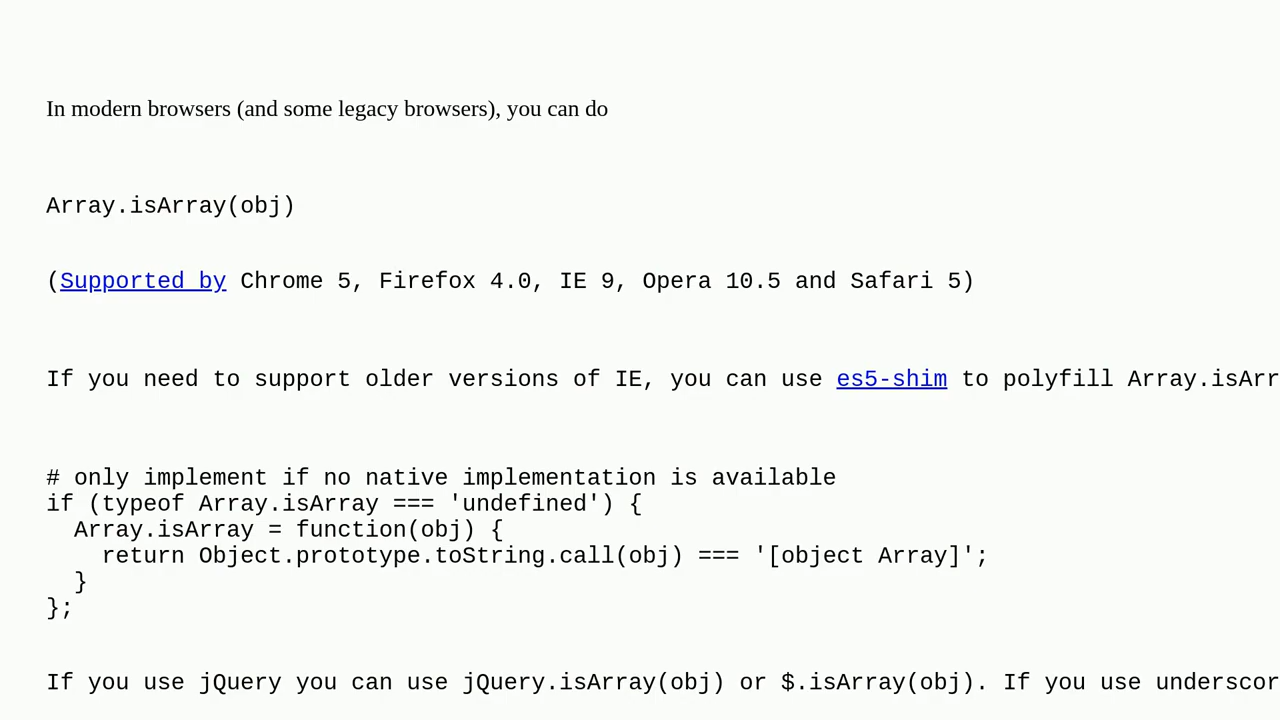 In modern browsers (and some legacy browsers), you can do
Array.isArray(obj)
(Supported by Chrome 5, Firefox 4.0, IE 9, Opera 10.5 and Safari 5)
If you need to support older versions of IE, you can use es5-shim to polyfill Array.isArr
# only implement if no native implementation is available
if (typeof Array.isArray === 'undefined') {
  Array.isArray = function(obj) {
    return Object.prototype.toString.call(obj) === '[object Array]';
  }
};
If you use jQuery you can use jQuery.isArray(obj) or $.isArray(obj). If you use underscor